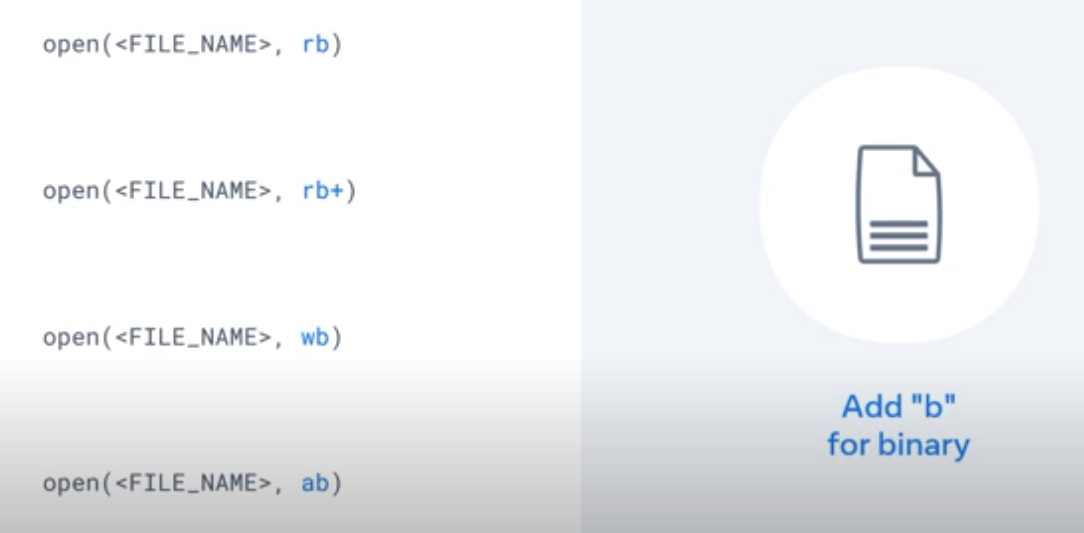 open(<FILE_NAME>, rb)
open(<FILE_NAME>, rb+)
open(<FILE_NAME>, wb)
open(<FILE_NAME>, ab)
Add "b"
for binary